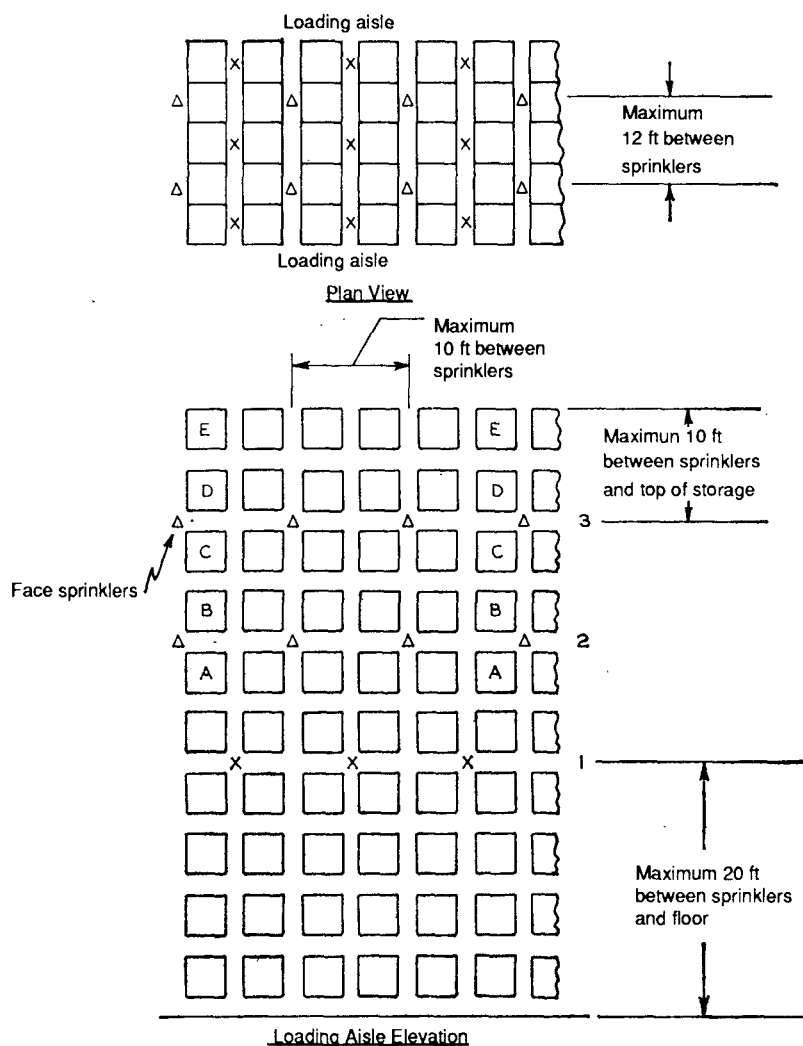 Loading aisle
X X X
Δ Δ Δ Δ
X X X
Δ Δ Δ Δ
X X X
Maximum
12 ft between
sprinklers
Loading aisle
Plan View
Maximum
10 ft between
sprinklers
E E
Maximun 10 ft
between sprinklers
and top of storage
D D
Δ Δ Δ Δ 3
C C
Face sprinklers
B B
Δ Δ Δ Δ 2
A A
X X X 1
Maximum 20 ft
between sprinklers
and floor
Loading Aisle Elevation